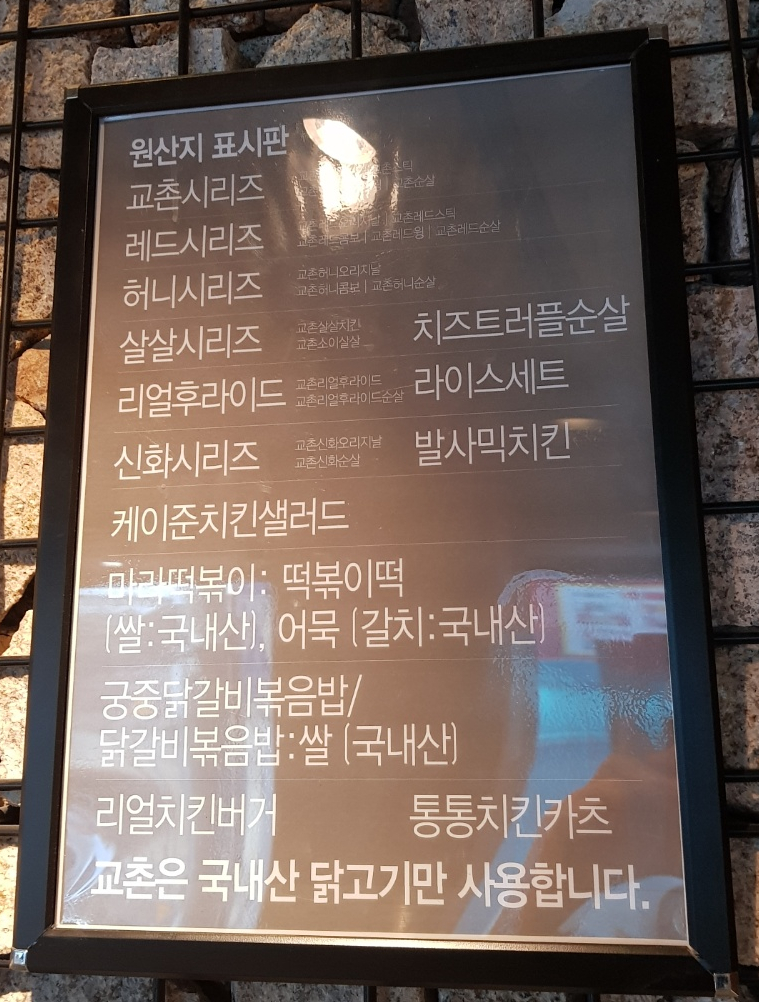 원산지 표시판
교촌시리즈
교촌순살
레드시리즈
교촌레드스틱
교촌레드콤보 | 교촌레드윙 | 교촌레드순살
허니시리즈
교촌허니오리지날
교촌허니콤보 | 교촌허니순살
살살시리즈
교촌살살치킨
교촌소이살살
치즈트러플순살
리얼후라이드
교촌리얼후라이드
교촌리얼후라이드순살
라이스세트
신화시리즈
교촌신화오리지날
교촌신화순살
발사믹치킨
케이준치킨샐러드
마라떡볶이: 떡볶이떡
(쌀:국내산), 어묵 (갈치:국내산)
궁중닭갈비볶음밥/
닭갈비볶음밥:쌀 (국내산)
리얼치킨버거
통통치킨카츠
교촌은 국내산 닭고기만 사용합니다.